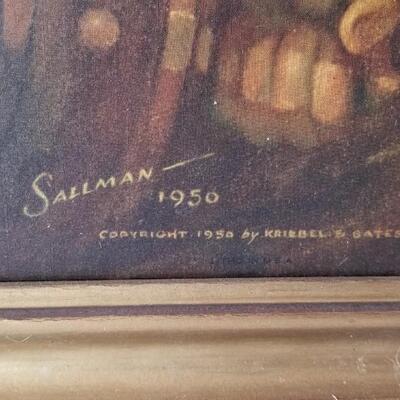 SALLMAN
1950
COPYRIGHT 1950 by KRIEBEL & BATES